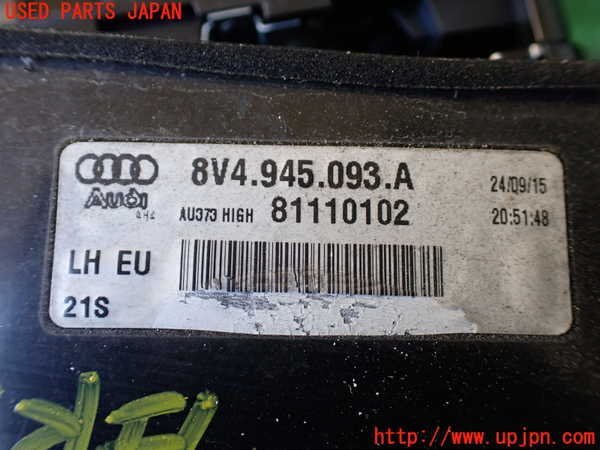 USED PARTS JAPAN
8V4.945.093.A
24/09/15
Audi
AU373 HIGH 81110102
20:51:48
LH EU
21S
http://www.upjpn.com/